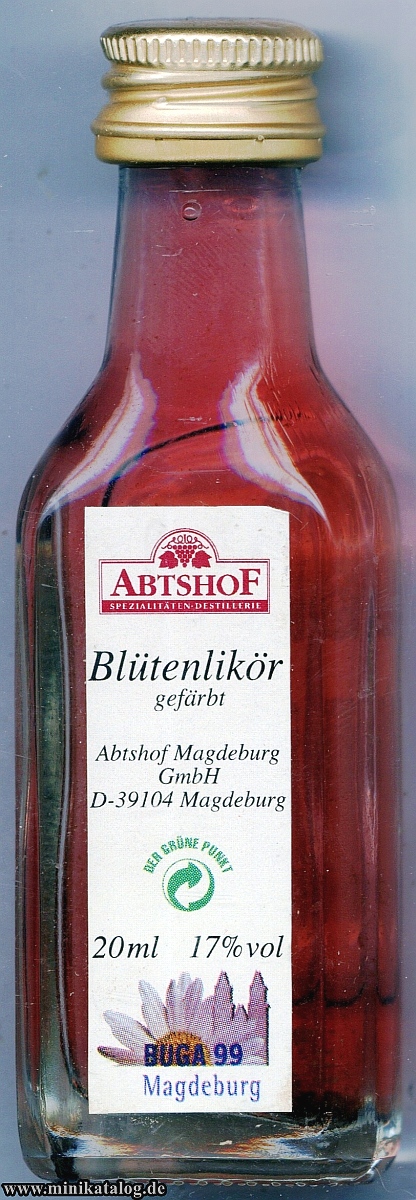 ABTSHOF
SPEZIALITÄTEN-DESTILLERIE
Blütenlikör
gefärbt
Abtshof Magdeburg
GmbH
D-39104 Magdeburg
DER GRÜNE PUNKT
20ml 17%vol
BUGA 99
Magdeburg
www.minikatalog.de